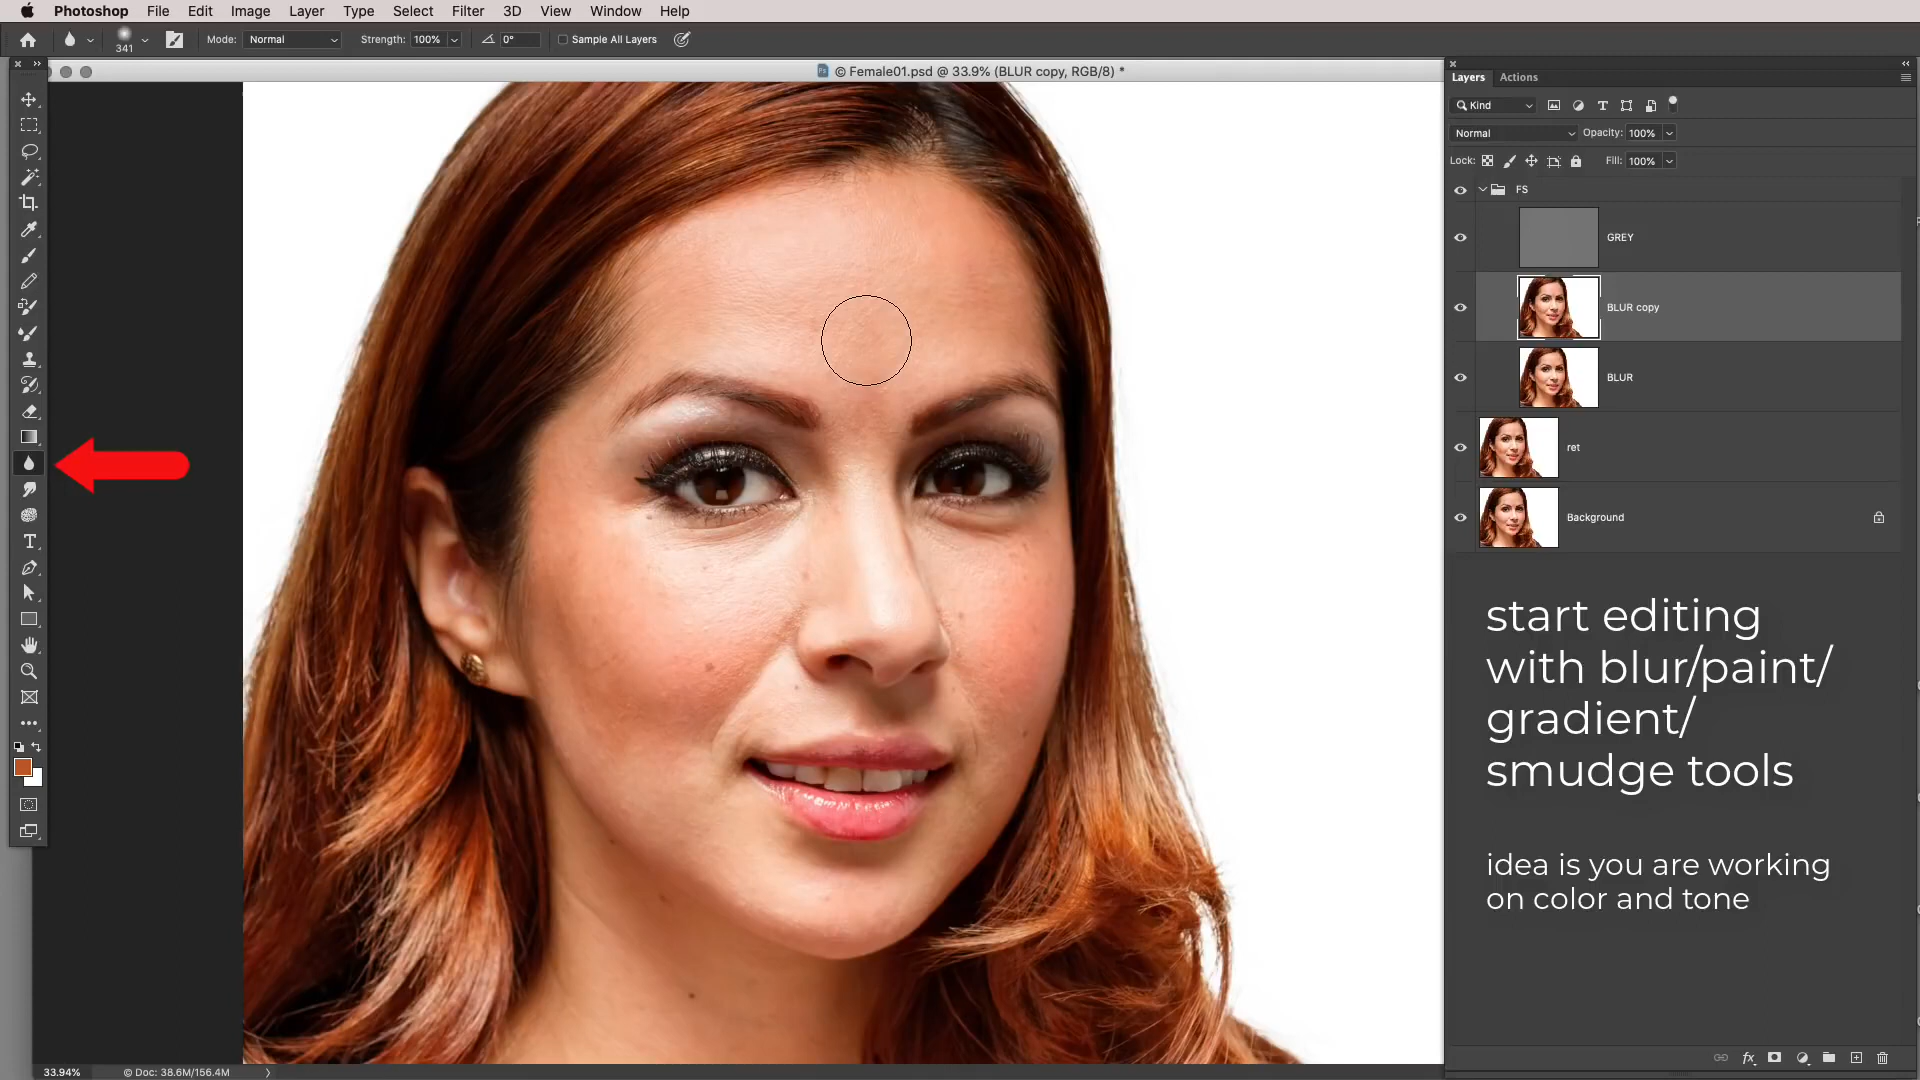 Photoshop File Edit Image Layer Type Select Filter 3D View Window Help
341 Mode: Normal Strength: 100% 0° Sample All Layers
© Female01.psd @ 33.9% (BLUR copy, RGB/8) *
Layers Actions
Kind
Normal Opacity: 100%
Lock: Fill: 100%
FS
GREY
BLUR copy
BLUR
ret
Background
start editing
with blur/paint/
gradient/
smudge tools
idea is you are working
on color and tone
33.94% © Doc: 38.6M/156.4M